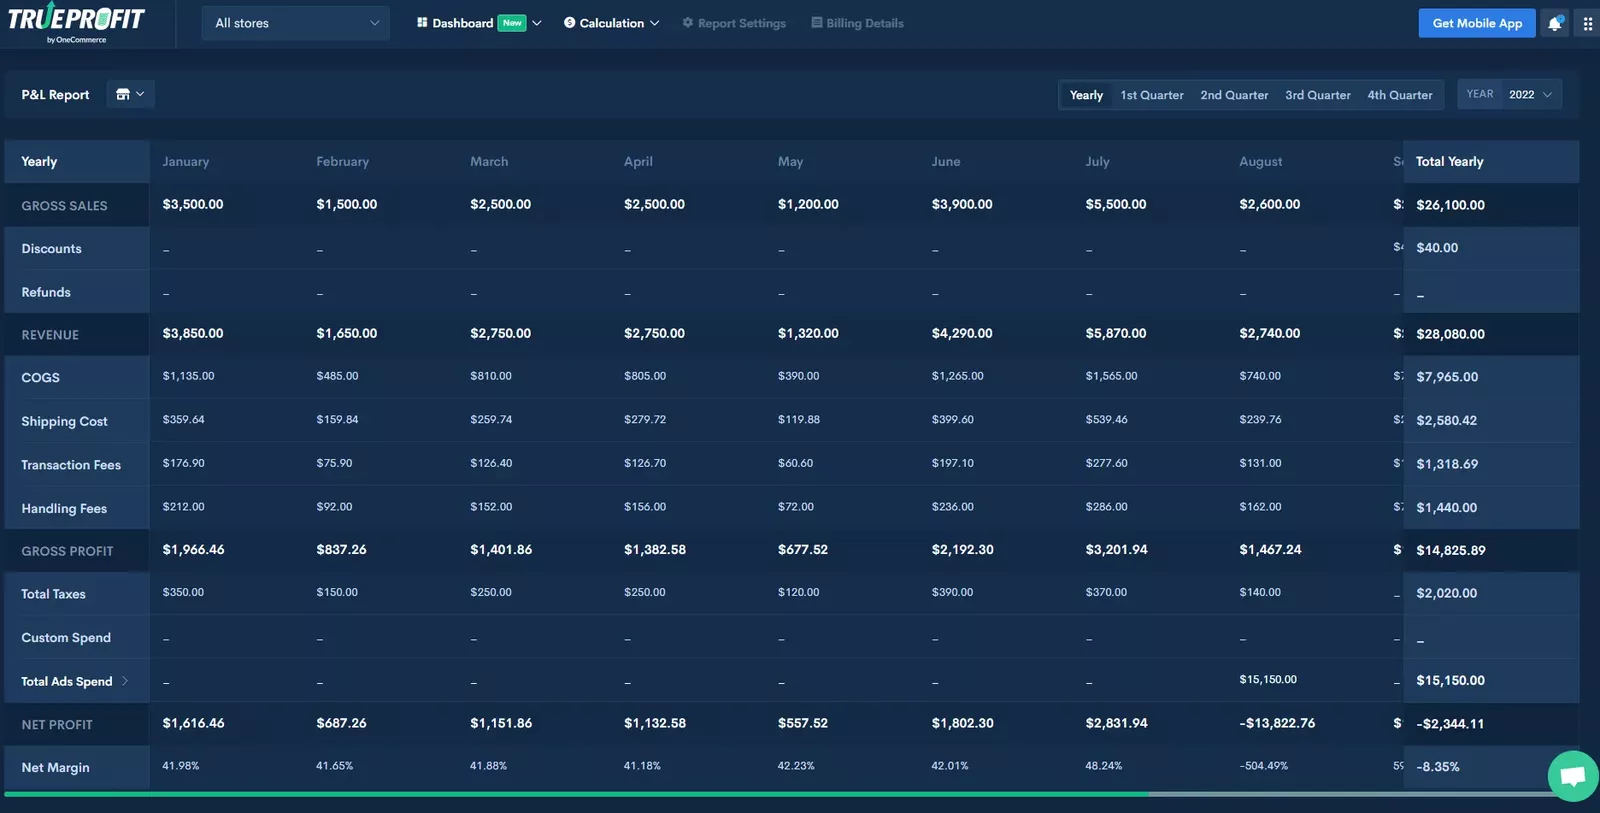 TRUEPROFIT
by OneCommerce
All stores
Dashboard New
Calculation
Report Settings
Billing Details
Get Mobile App
P&L Report
Yearly 1st Quarter 2nd Quarter 3rd Quarter 4th Quarter
YEAR 2022
Yearly January February March April May June July August Total Yearly
GROSS SALES $3,500.00 $1,500.00 $2,500.00 $2,500.00 $1,200.00 $3,900.00 $5,500.00 $2,600.00 $26,100.00
Discounts – – – – – – – – $40.00
Refunds – – – – – – – – – –
REVENUE $3,850.00 $1,650.00 $2,750.00 $2,750.00 $1,320.00 $4,290.00 $5,870.00 $2,740.00 $28,080.00
COGS $1,135.00 $485.00 $810.00 $805.00 $390.00 $1,265.00 $1,565.00 $740.00 $7,965.00
Shipping Cost $359.64 $159.84 $259.74 $279.72 $119.88 $399.60 $539.46 $239.76 $2,580.42
Transaction Fees $176.90 $75.90 $126.40 $126.70 $60.60 $197.10 $277.60 $131.00 $1,318.69
Handling Fees $212.00 $92.00 $152.00 $156.00 $72.00 $236.00 $286.00 $162.00 $1,440.00
GROSS PROFIT $1,966.46 $837.26 $1,401.86 $1,382.58 $677.52 $2,192.30 $3,201.94 $1,467.24 $14,825.89
Total Taxes $350.00 $150.00 $250.00 $250.00 $120.00 $390.00 $370.00 $140.00 – $2,020.00
Custom Spend – – – – – – – – – –
Total Ads Spend – – – – – – – $15,150.00 – $15,150.00
NET PROFIT $1,616.46 $687.26 $1,151.86 $1,132.58 $557.52 $1,802.30 $2,831.94 -$13,822.76 -$2,344.11
Net Margin 41.98% 41.65% 41.88% 41.18% 42.23% 42.01% 48.24% -504.49% -8.35%